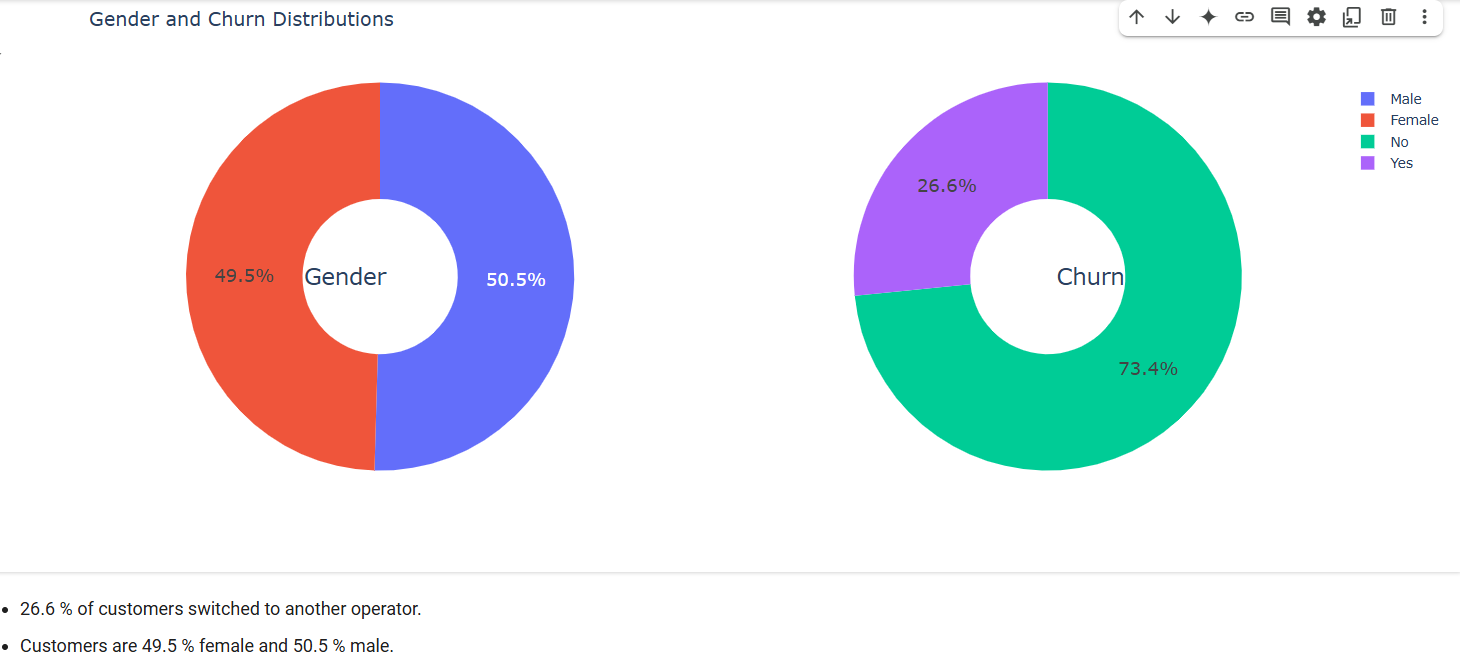 Gender and Churn Distributions
Male
Female
No
Yes
49.5%
Gender
50.5%
26.6%
Churn
73.4%
• 26.6 % of customers switched to another operator.
• Customers are 49.5 % female and 50.5 % male.